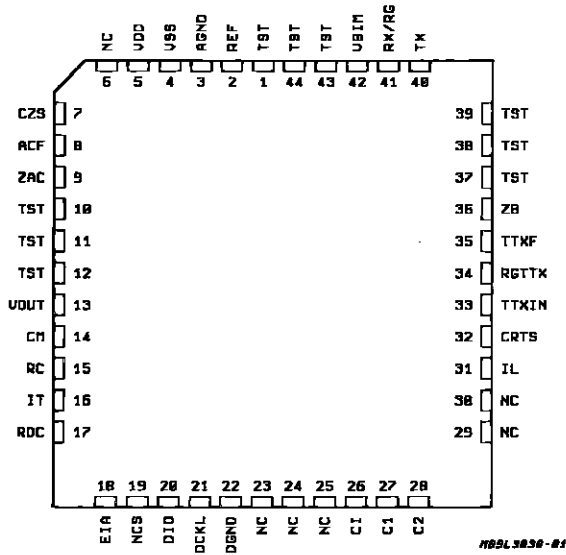 NC VDD VSS AGND REF TST TST TST VBIM RX/RG TX
6 5 4 3 2 1 44 43 42 41 40
CZS 7
ACF 8
ZAC 9
TST 10
TST 11
TST 12
VOUT 13
CM 14
RC 15
IT 16
RDC 17
39 TST
38 TST
37 TST
36 ZB
35 TTXF
34 RGTTX
33 TTXIN
32 CRTS
31 IL
30 NC
29 NC
18 19 20 21 22 23 24 25 26 27 28
EIA NCS DIO DCKL DGND NC NC NC CI C1 C2
M09L3030-01